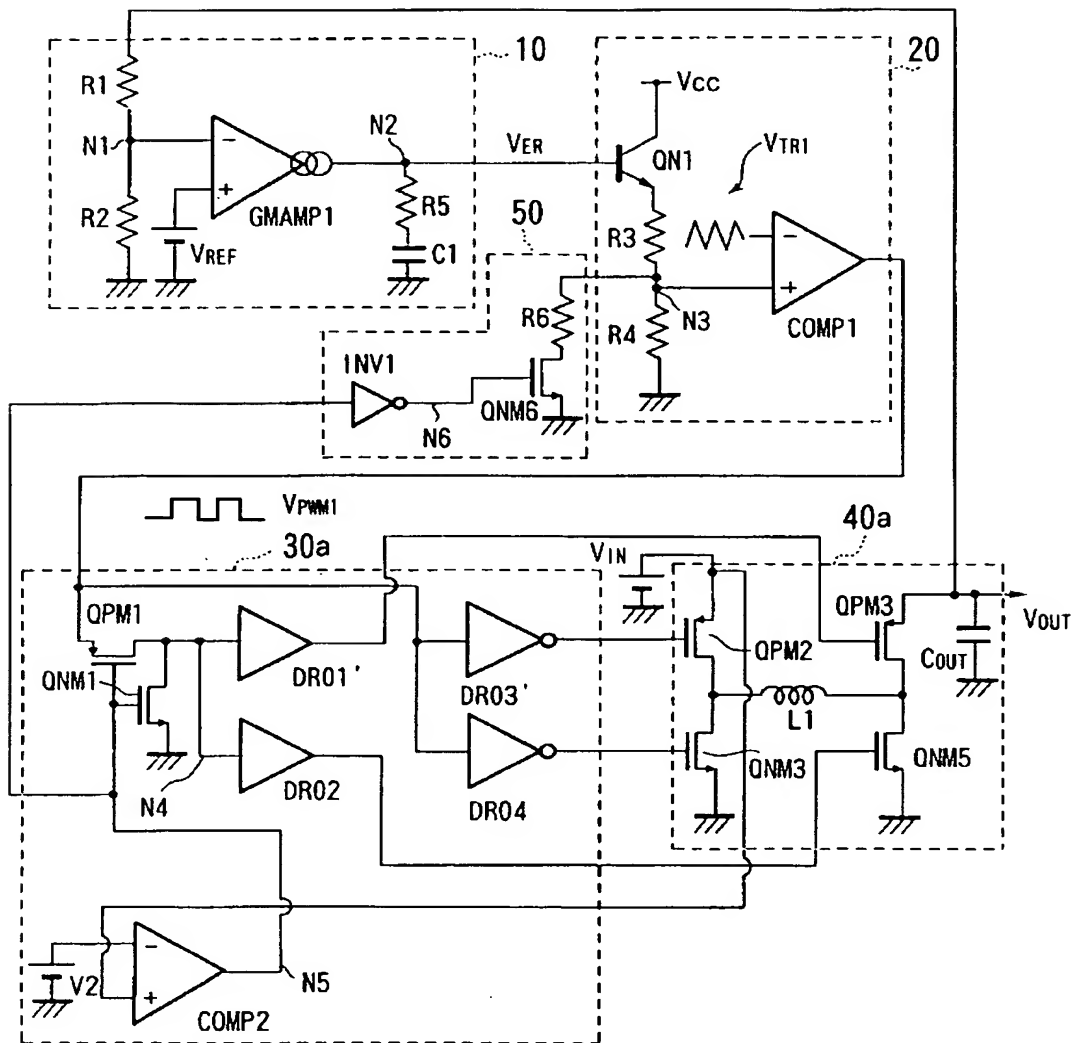 10
20
R1
N1
R2
VREF
GMAMP1
N2
VER
R5
C1
50
VCC
QN1
VTR1
R3
N3
R4
COMP1
R6
INV1
N6
QNM6
VPWM1
30a
40a
VIN
QPM1
QNM1
DR01'
DR03'
QPM2
QPM3
VOUT
COUT
L1
N4
DR02
DR04
QNM3
QNM5
V2
COMP2
N5